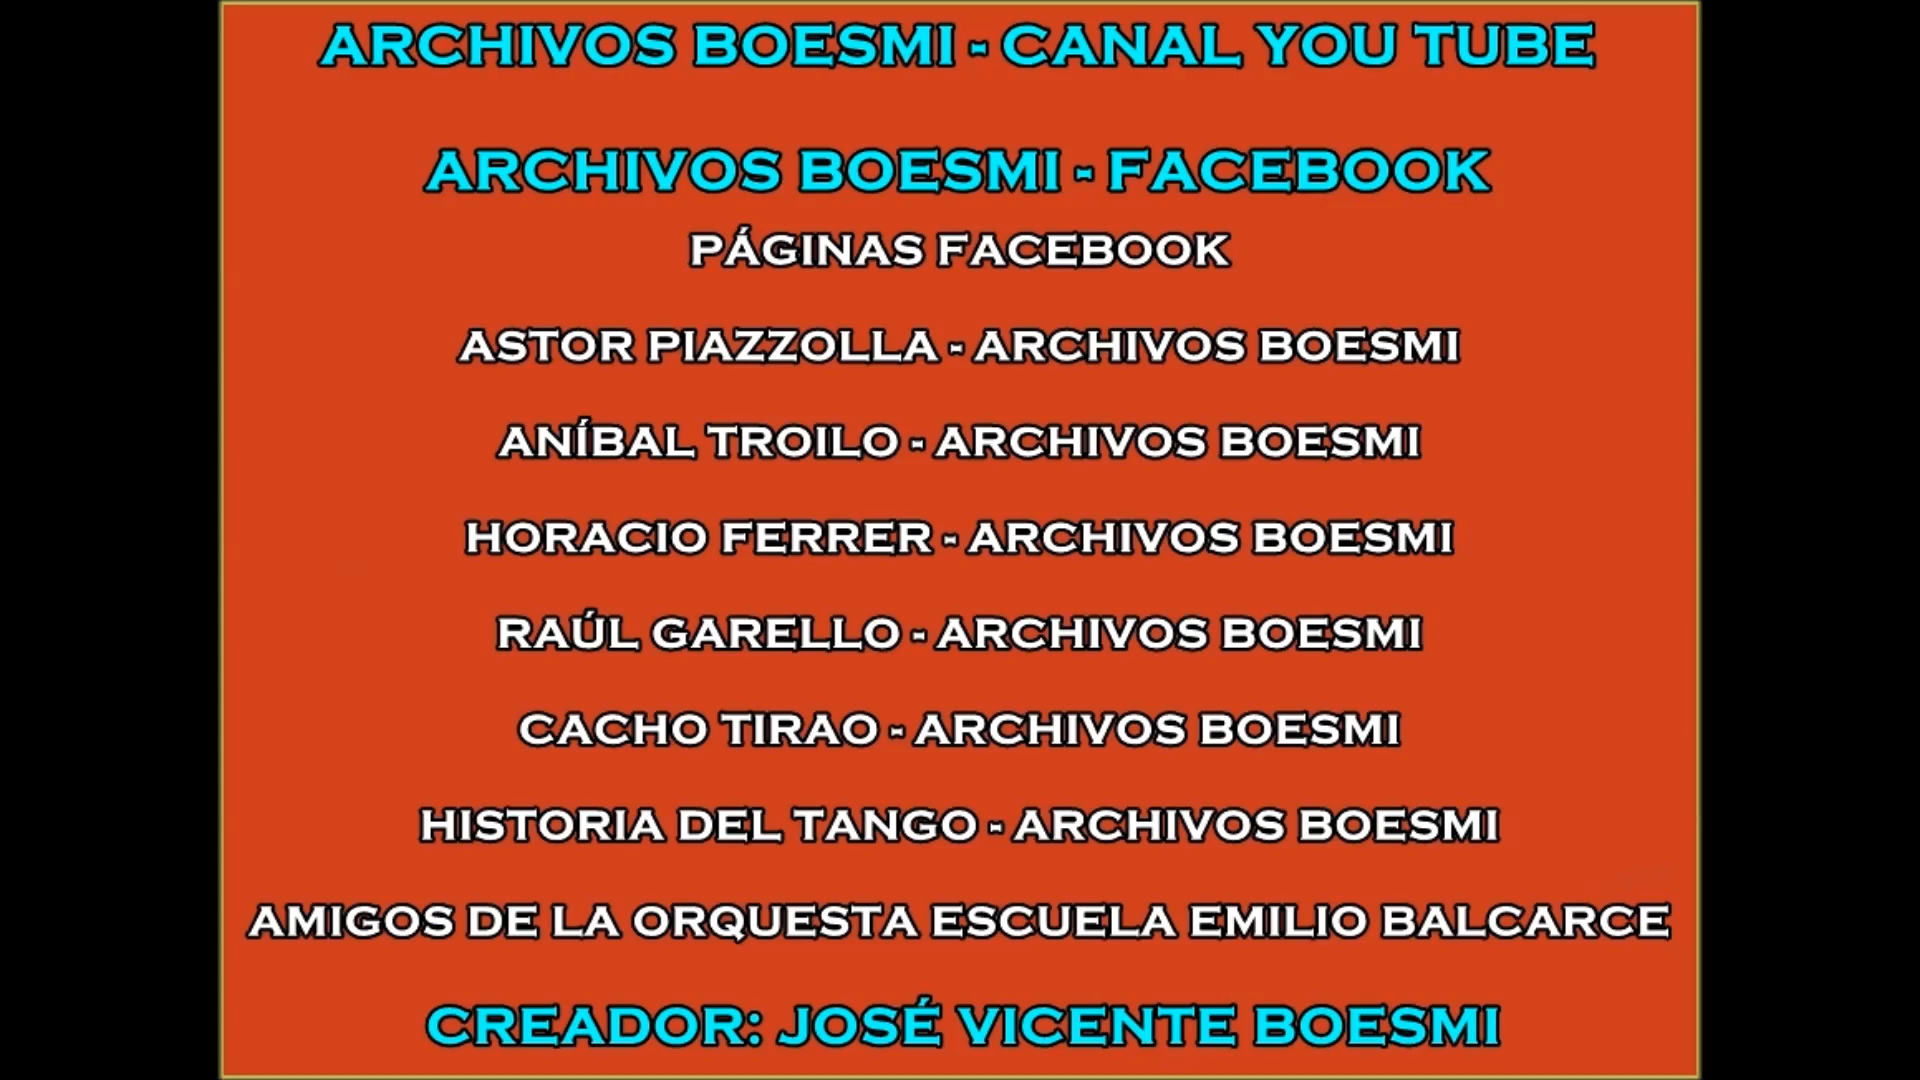 ARCHIVOS BOESMI - CANAL YOU TUBE
ARCHIVOS BOESMI - FACEBOOK
PÁGINAS FACEBOOK
ASTOR PIAZZOLLA - ARCHIVOS BOESMI
ANÍBAL TROILO - ARCHIVOS BOESMI
HORACIO FERRER - ARCHIVOS BOESMI
RAÚL GARELLO - ARCHIVOS BOESMI
CACHO TIRAO - ARCHIVOS BOESMI
HISTORIA DEL TANGO - ARCHIVOS BOESMI
AMIGOS DE LA ORQUESTA ESCUELA EMILIO BALCARCE
CREADOR: JOSÉ VICENTE BOESMI